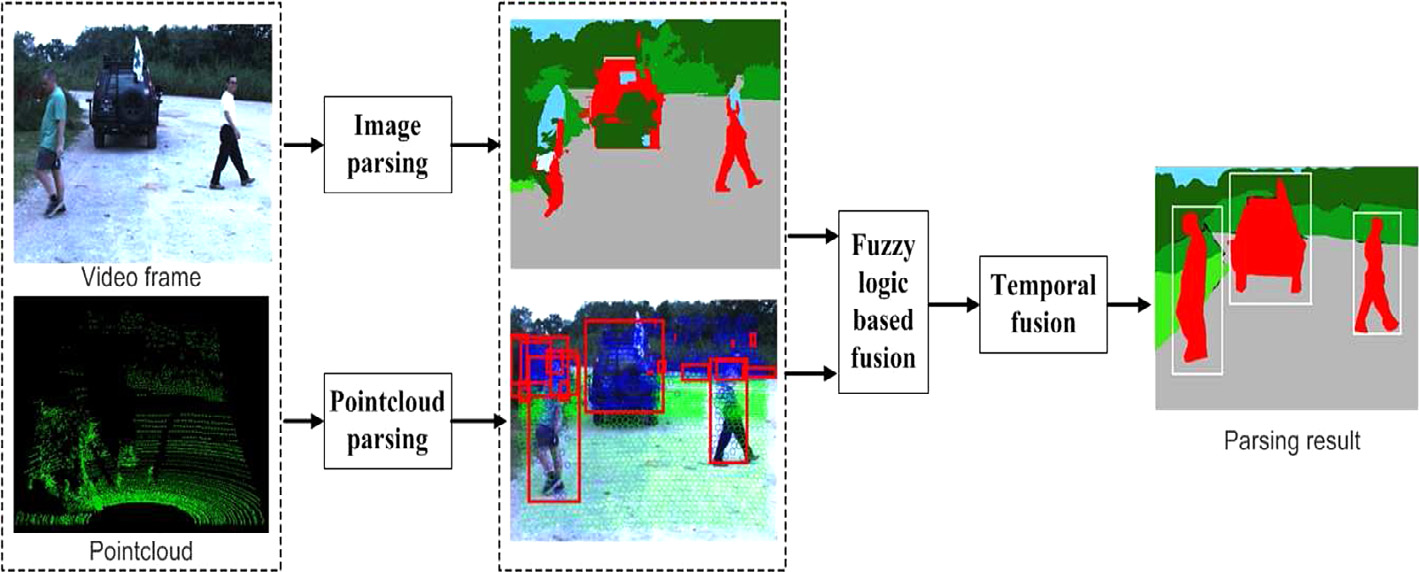 Image
parsing
Video frame
Pointcloud
parsing
Pointcloud
Fuzzy
logic
based
fusion
Temporal
fusion
Parsing result